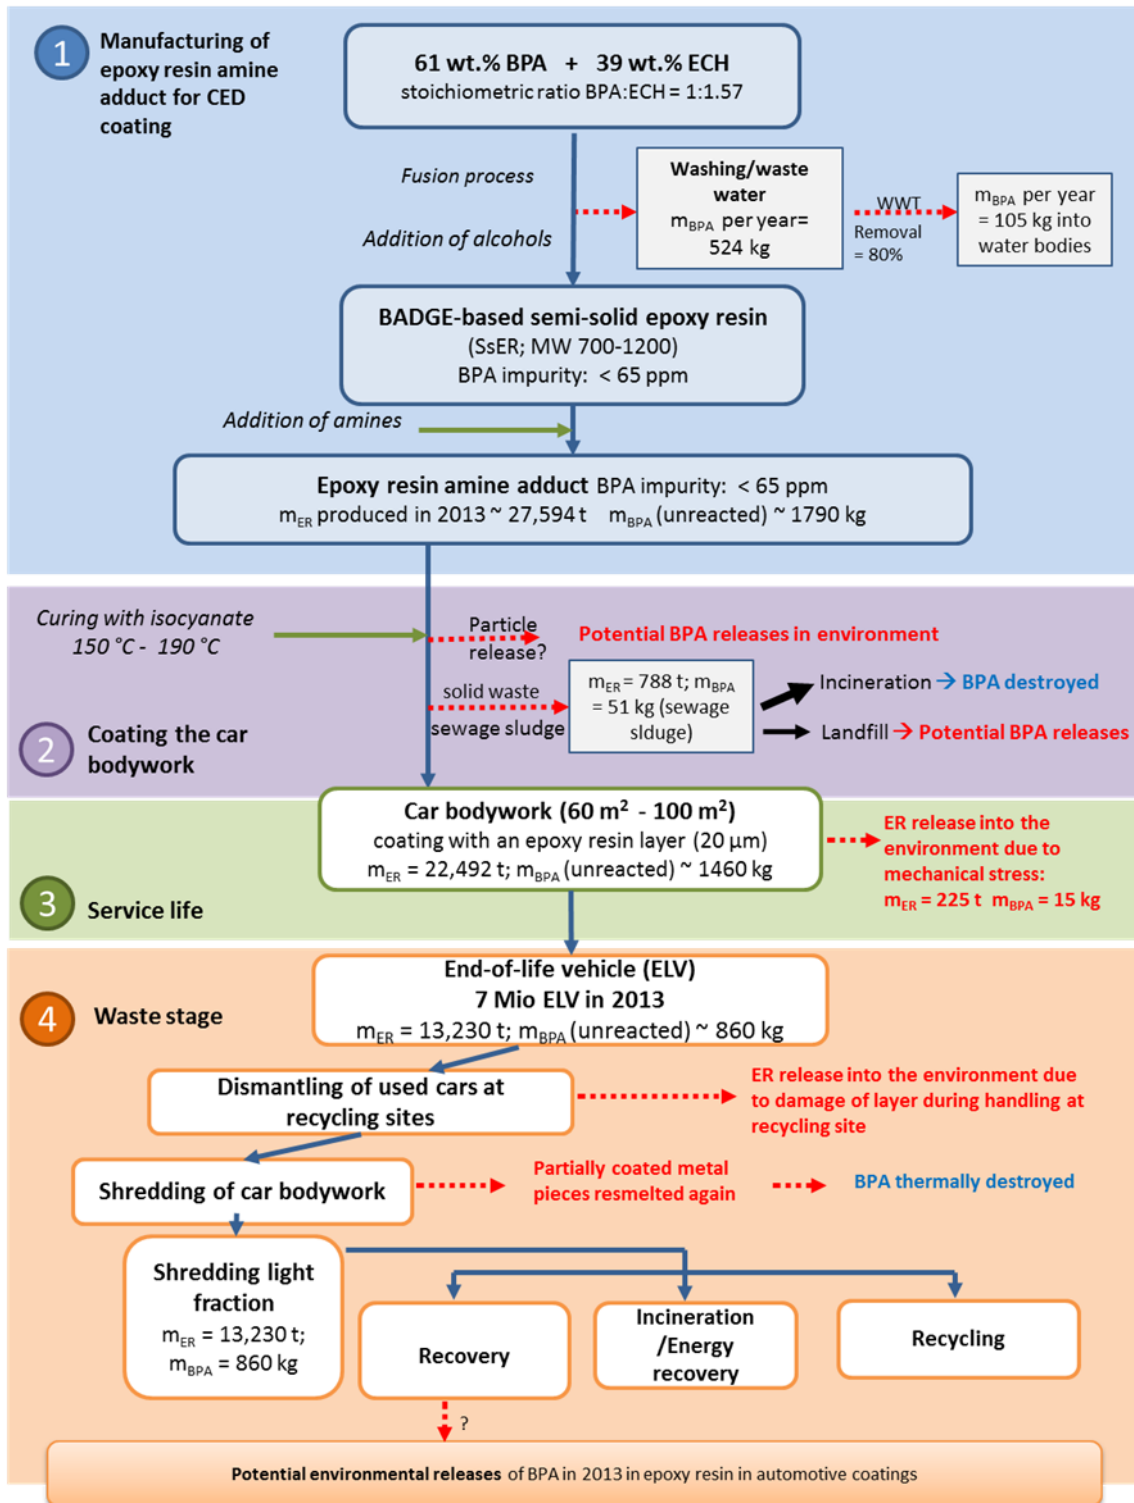 1
Manufacturing of
epoxy resin amine
adduct for CED
coating
61 wt.% BPA + 39 wt.% ECH
stoichiometric ratio BPA:ECH = 1:1.57
Fusion process
Addition of alcohols
Washing/waste
water
mBPA per year=
524 kg
WWT
Removal
= 80%
mBPA per year
= 105 kg into
water bodies
BADGE-based semi-solid epoxy resin
(SsER; MW 700-1200)
BPA impurity: < 65 ppm
Addition of amines
Epoxy resin amine adduct BPA impurity: < 65 ppm
mER produced in 2013 ~ 27,594 t mBPA (unreacted) ~ 1790 kg
Curing with isocyanate
150 °C - 190 °C
Particle
release?
Potential BPA releases in environment
solid waste
sewage sludge
mER = 788 t; mBPA
= 51 kg (sewage
slduge)
Incineration → BPA destroyed
Landfill → Potential BPA releases
2
Coating the car
bodywork
Car bodywork (60 m² - 100 m²)
coating with an epoxy resin layer (20 µm)
mER = 22,492 t; mBPA (unreacted) ~ 1460 kg
ER release into the
environment due to
mechanical stress:
mER = 225 t mBPA = 15 kg
3
Service life
4
Waste stage
End-of-life vehicle (ELV)
7 Mio ELV in 2013
mER = 13,230 t; mBPA (unreacted) ~ 860 kg
Dismantling of used cars at
recycling sites
ER release into the environment due
to damage of layer during handling at
recycling site
Shredding of car bodywork
Partially coated metal
pieces resmelted again
BPA thermally destroyed
Shredding light
fraction
mER = 13,230 t;
mBPA = 860 kg
Recovery
Incineration
/Energy
recovery
Recycling
?
Potential environmental releases of BPA in 2013 in epoxy resin in automotive coatings